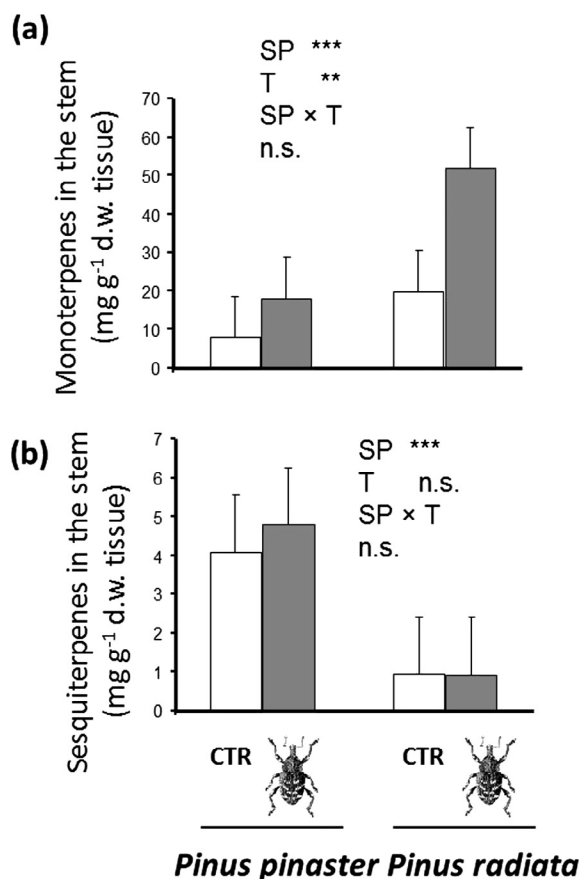 (a)
SP ***
T **
SP × T
n.s.
Monoterpenes in the stem
(mg g⁻¹ d.w. tissue)
70
60
50
40
30
20
10
0
(b)
SP ***
T n.s.
SP × T
n.s.
Sesquiterpenes in the stem
(mg g⁻¹ d.w. tissue)
7
6
5
4
3
2
1
0
CTR
CTR
Pinus pinaster Pinus radiata